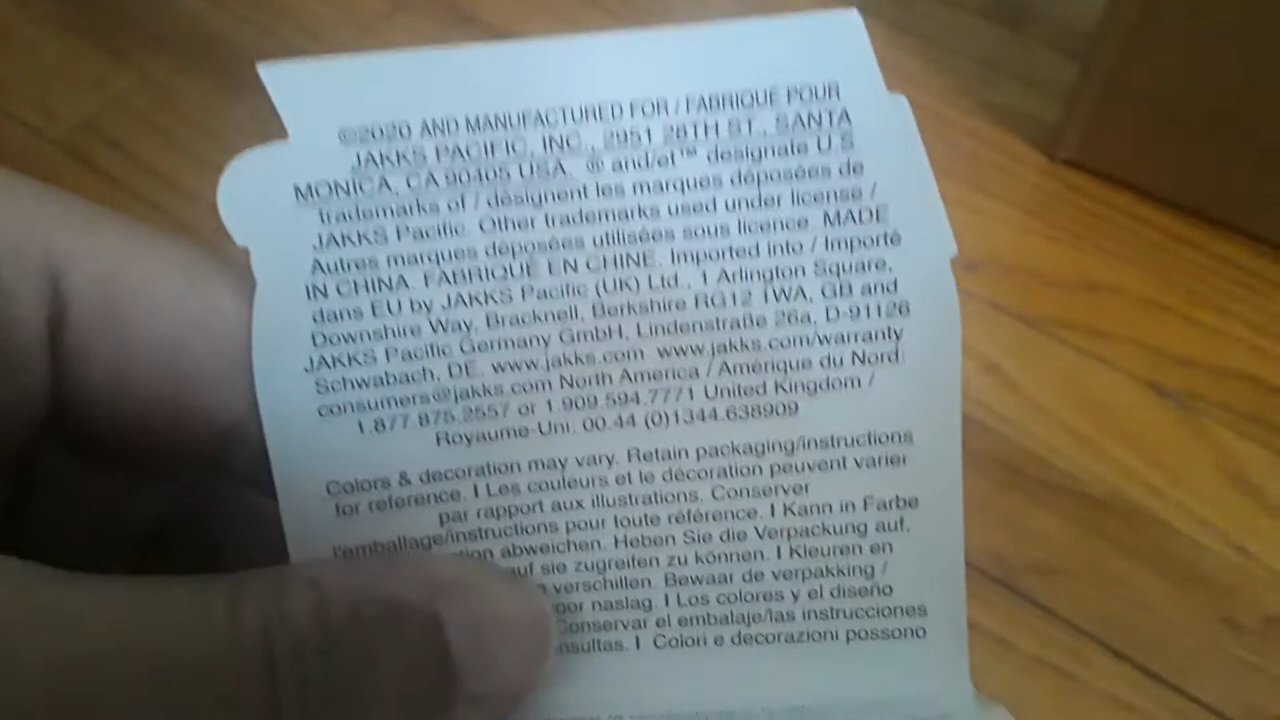 ©2020 AND MANUFACTURED FOR / FABRIQUÉ POUR
JAKKS PACIFIC, INC., 2951 28TH ST., SANTA
MONICA, CA 90405 USA. ® and/et ™ designate U.S
trademarks of / désignent les marques déposées de
JAKKS Pacific. Other trademarks used under license /
Autres marques déposées utilisées sous licence. MADE
IN CHINA. FABRIQUÉ EN CHINE. Imported into / Importé
dans EU by JAKKS Pacific (UK) Ltd., 1 Arlington Square,
Downshire Way, Bracknell, Berkshire RG12 1WA, GB and
JAKKS Pacific Germany GmbH, Lindenstraße 26a, D-91126
Schwabach, DE. www.jakks.com www.jakks.com/warranty
consumers@jakks.com North America / Amérique du Nord:
1.877.875.2557 or 1.909.594.7771 United Kingdom /
Royaume-Uni: 00.44 (0)1344.638909
Colors & decoration may vary. Retain packaging/instructions
for reference. I Les couleurs et le décoration peuvent varier
par rapport aux illustrations. Conserver
l'emballage/instructions pour toute référence. I Kann in Farbe
abweichen. Heben Sie die Verpackung auf,
auf sie zugreifen zu können. I Kleuren en
verschillen. Bewaar de verpakking /
naslag. I Los colores y el diseño
Conservar el embalaje/las instrucciones
I Colori e decorazioni possono